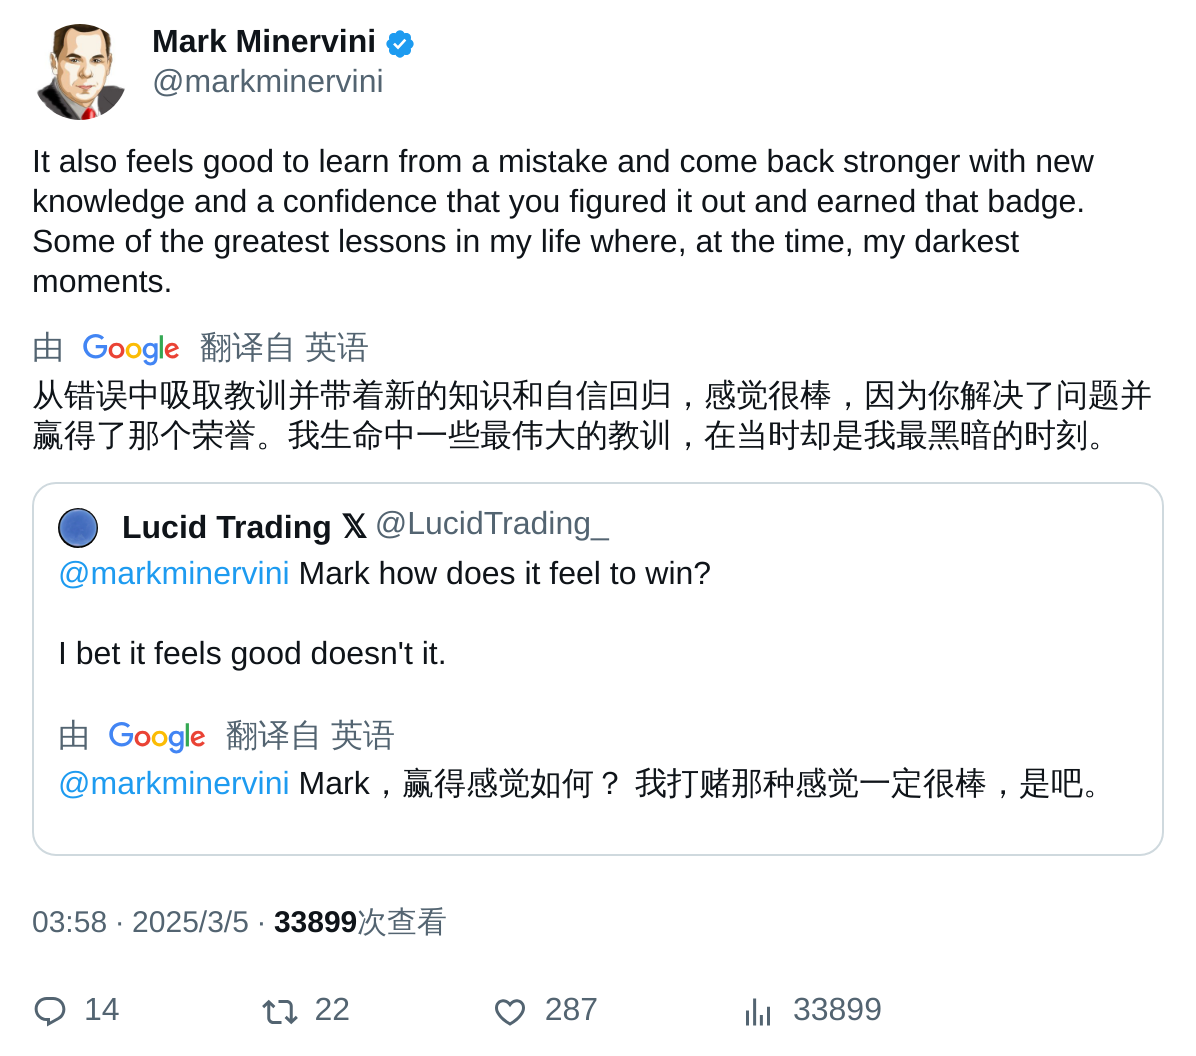 Mark Minervini
@markminervini
It also feels good to learn from a mistake and come back stronger with new
knowledge and a confidence that you figured it out and earned that badge.
Some of the greatest lessons in my life where, at the time, my darkest
moments.
由 Google 翻译自 英语
从错误中吸取教训并带着新的知识和自信回归，感觉很棒，因为你解决了问题并
赢得了那个荣誉。我生命中一些最伟大的教训，在当时却是我最黑暗的时刻。
Lucid Trading 𝕏 @LucidTrading_
@markminervini Mark how does it feel to win?
I bet it feels good doesn't it.
由 Google 翻译自 英语
@markminervini Mark，赢得感觉如何？ 我打赌那种感觉一定很棒，是吧。
03:58 · 2025/3/5 · 33899次查看
14 22 287 33899